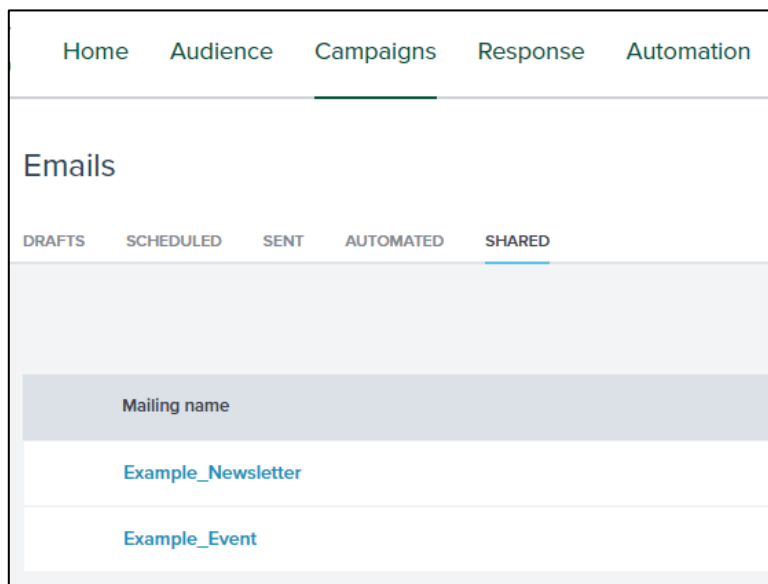 Home Audience Campaigns Response Automation
Emails
DRAFTS SCHEDULED SENT AUTOMATED SHARED
Mailing name
Example_Newsletter
Example_Event